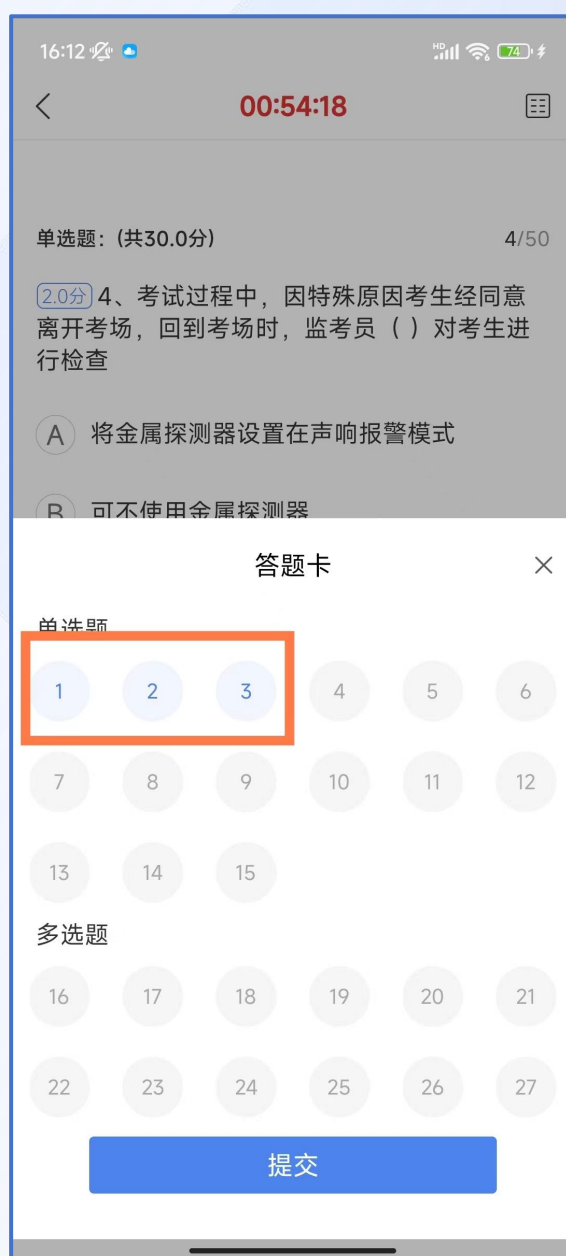 16:12 HD 74
00:54:18
单选题：(共30.0分) 4/50
2.0分 4、考试过程中，因特殊原因考生经同意
离开考场，回到考场时，监考员（ ）对考生进
行检查
A 将金属探测器设置在声响报警模式
B 可不使用金属探测器
答题卡
单选题
1 2 3 4 5 6
7 8 9 10 11 12
13 14 15
多选题
16 17 18 19 20 21
22 23 24 25 26 27
提交